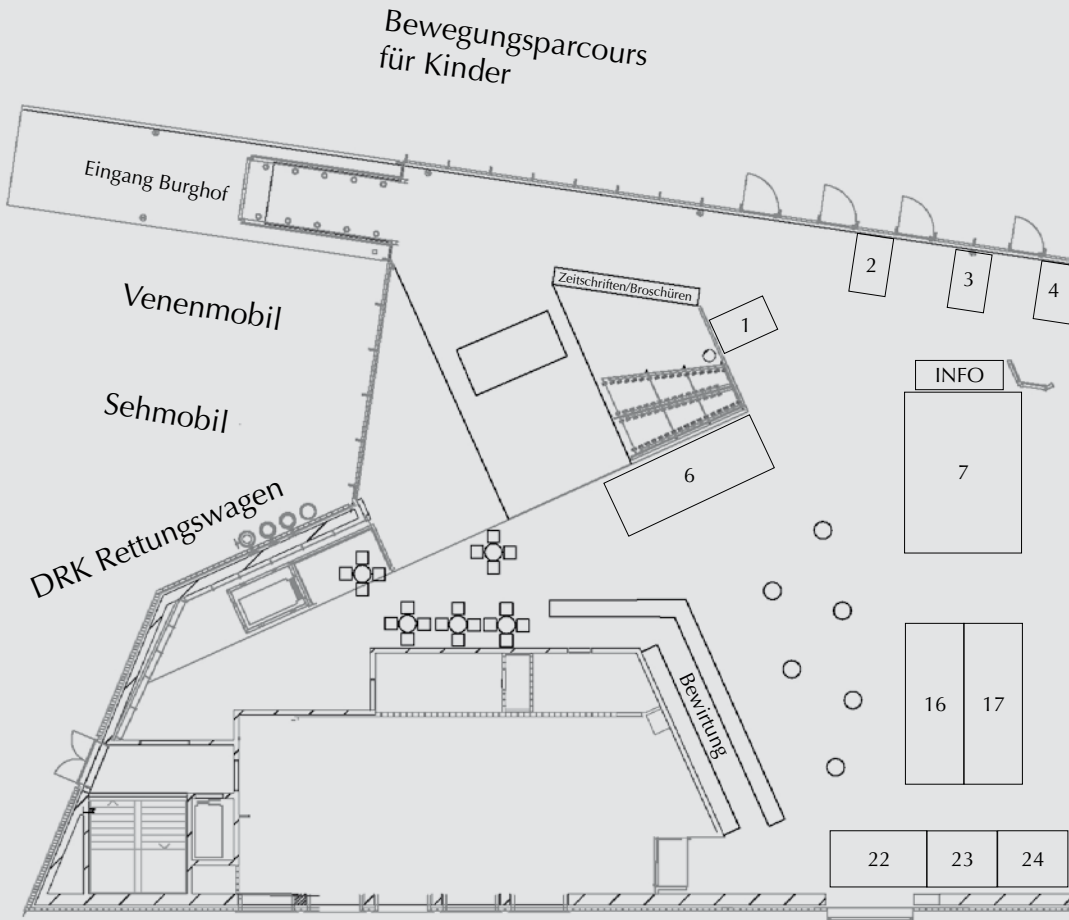 Bewegungsparcours
für Kinder
Eingang Burghof
Venenmobil
Sehmobil
DRK Rettungswagen
Zeitschriften/Broschüren
1
2
3
4
INFO
6
7
Bewirtung
16
17
22
23
24